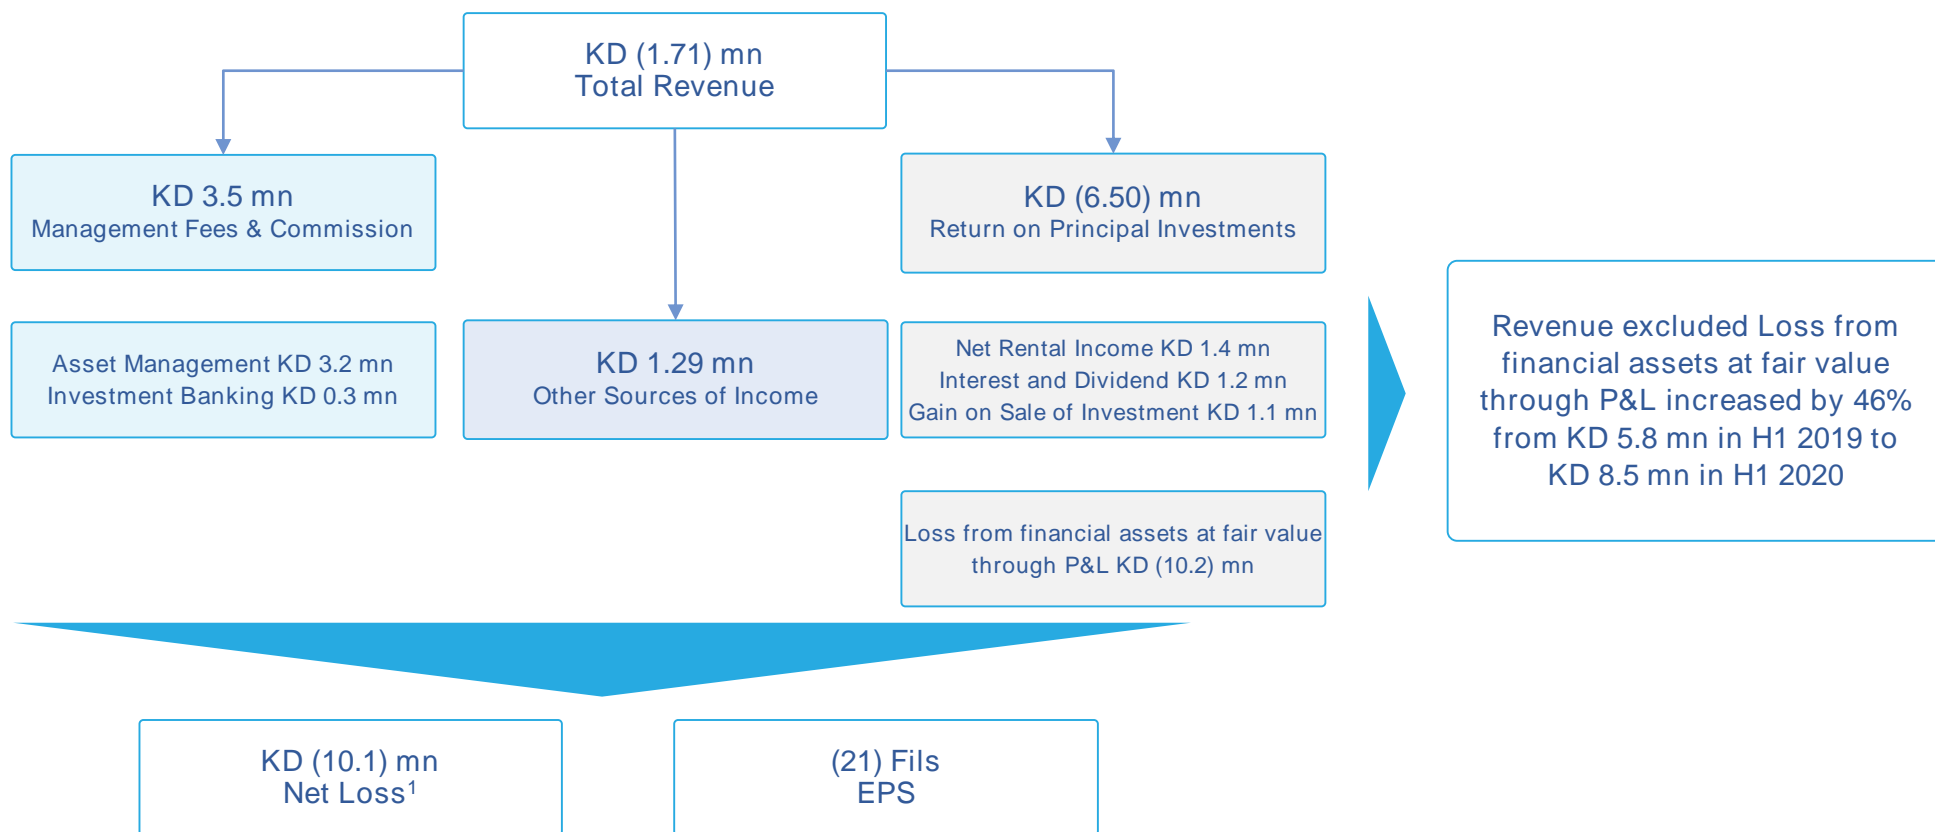 KD (1.71) mn
Total Revenue
KD 3.5 mn
Management Fees & Commission
KD (6.50) mn
Return on Principal Investments
Asset Management KD 3.2 mn
Investment Banking KD 0.3 mn
KD 1.29 mn
Other Sources of Income
Net Rental Income KD 1.4 mn
Interest and Dividend KD 1.2 mn
Gain on Sale of Investment KD 1.1 mn
Loss from financial assets at fair value
through P&L KD (10.2) mn
Revenue excluded Loss from
financial assets at fair value
through P&L increased by 46%
from KD 5.8 mn in H1 2019 to
KD 8.5 mn in H1 2020
KD (10.1) mn
Net Loss¹
(21) Fils
EPS